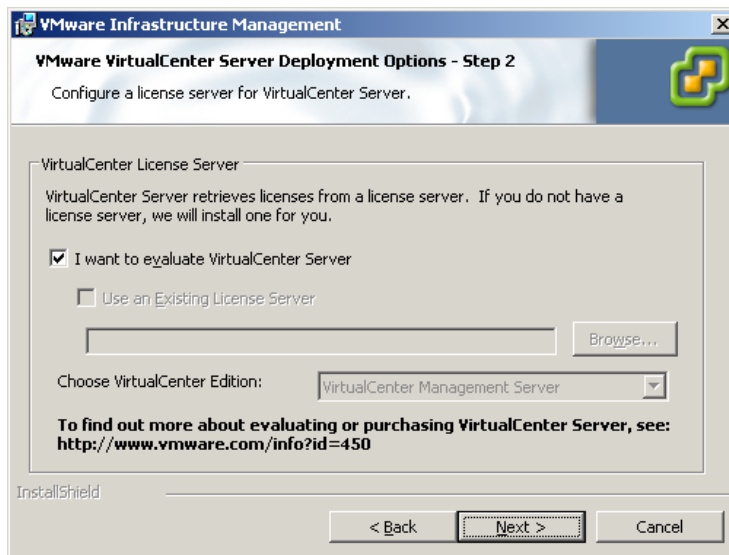 VMware Infrastructure Management
VMware VirtualCenter Server Deployment Options - Step 2
Configure a license server for VirtualCenter Server.
VirtualCenter License Server
VirtualCenter Server retrieves licenses from a license server. If you do not have a
license server, we will install one for you.
I want to evaluate VirtualCenter Server
Use an Existing License Server
Browse...
Choose VirtualCenter Edition:
VirtualCenter Management Server
To find out more about evaluating or purchasing VirtualCenter Server, see:
http://www.vmware.com/info?id=450
InstallShield
< Back
Next >
Cancel